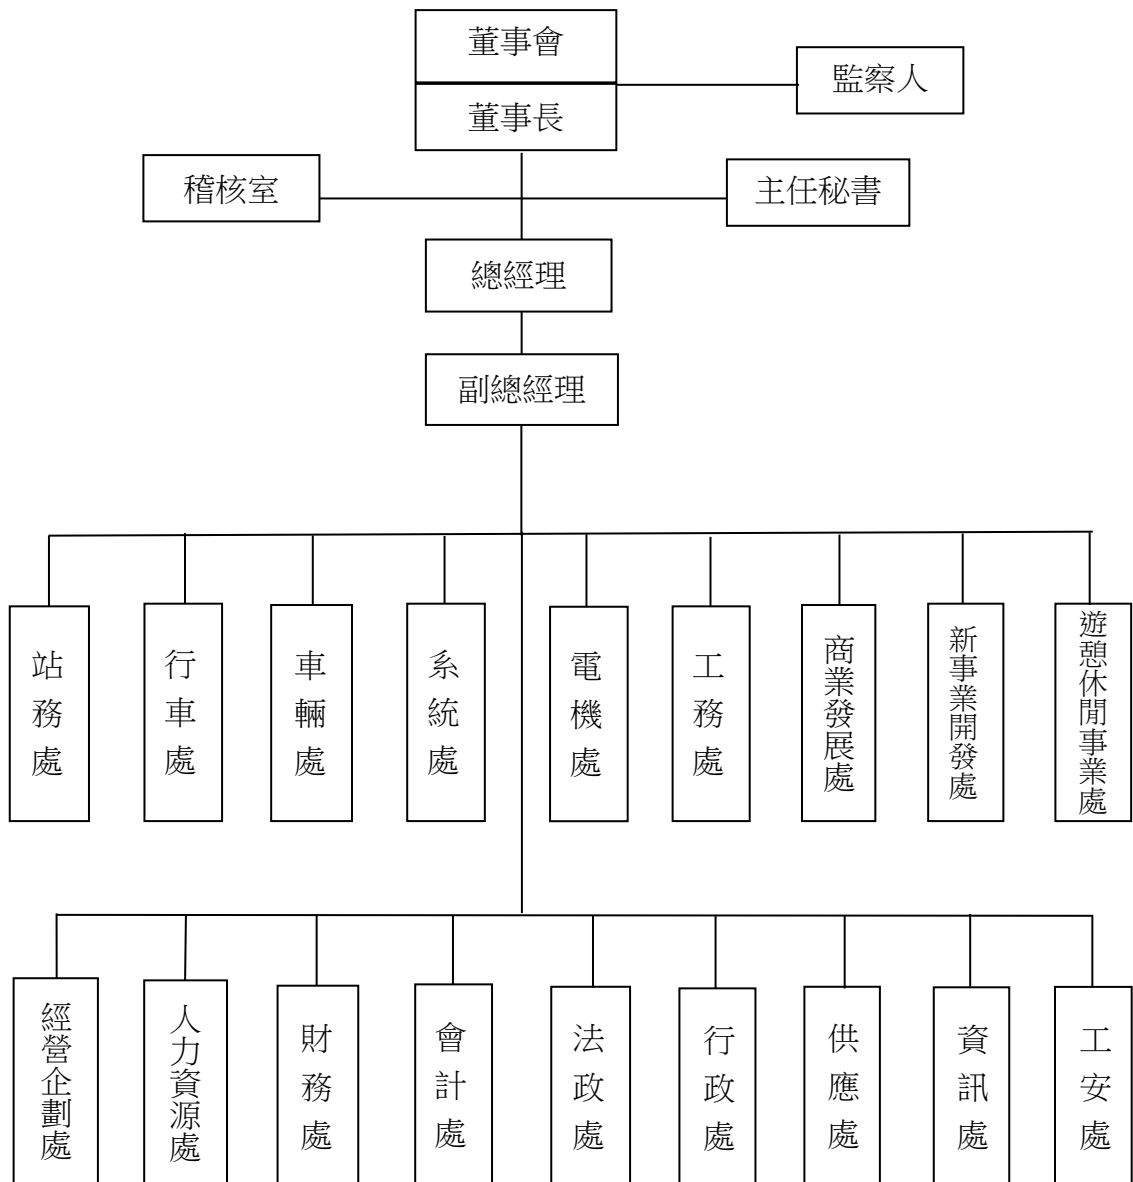 董事會
監察人
董事長
稽核室
主任秘書
總經理
副總經理
站務處
行車處
車輛處
系統處
電機處
工務處
商業發展處
新事業開發處
遊憩休閒事業處
經營企劃處
人力資源處
財務處
會計處
法政處
行政處
供應處
資訊處
工安處